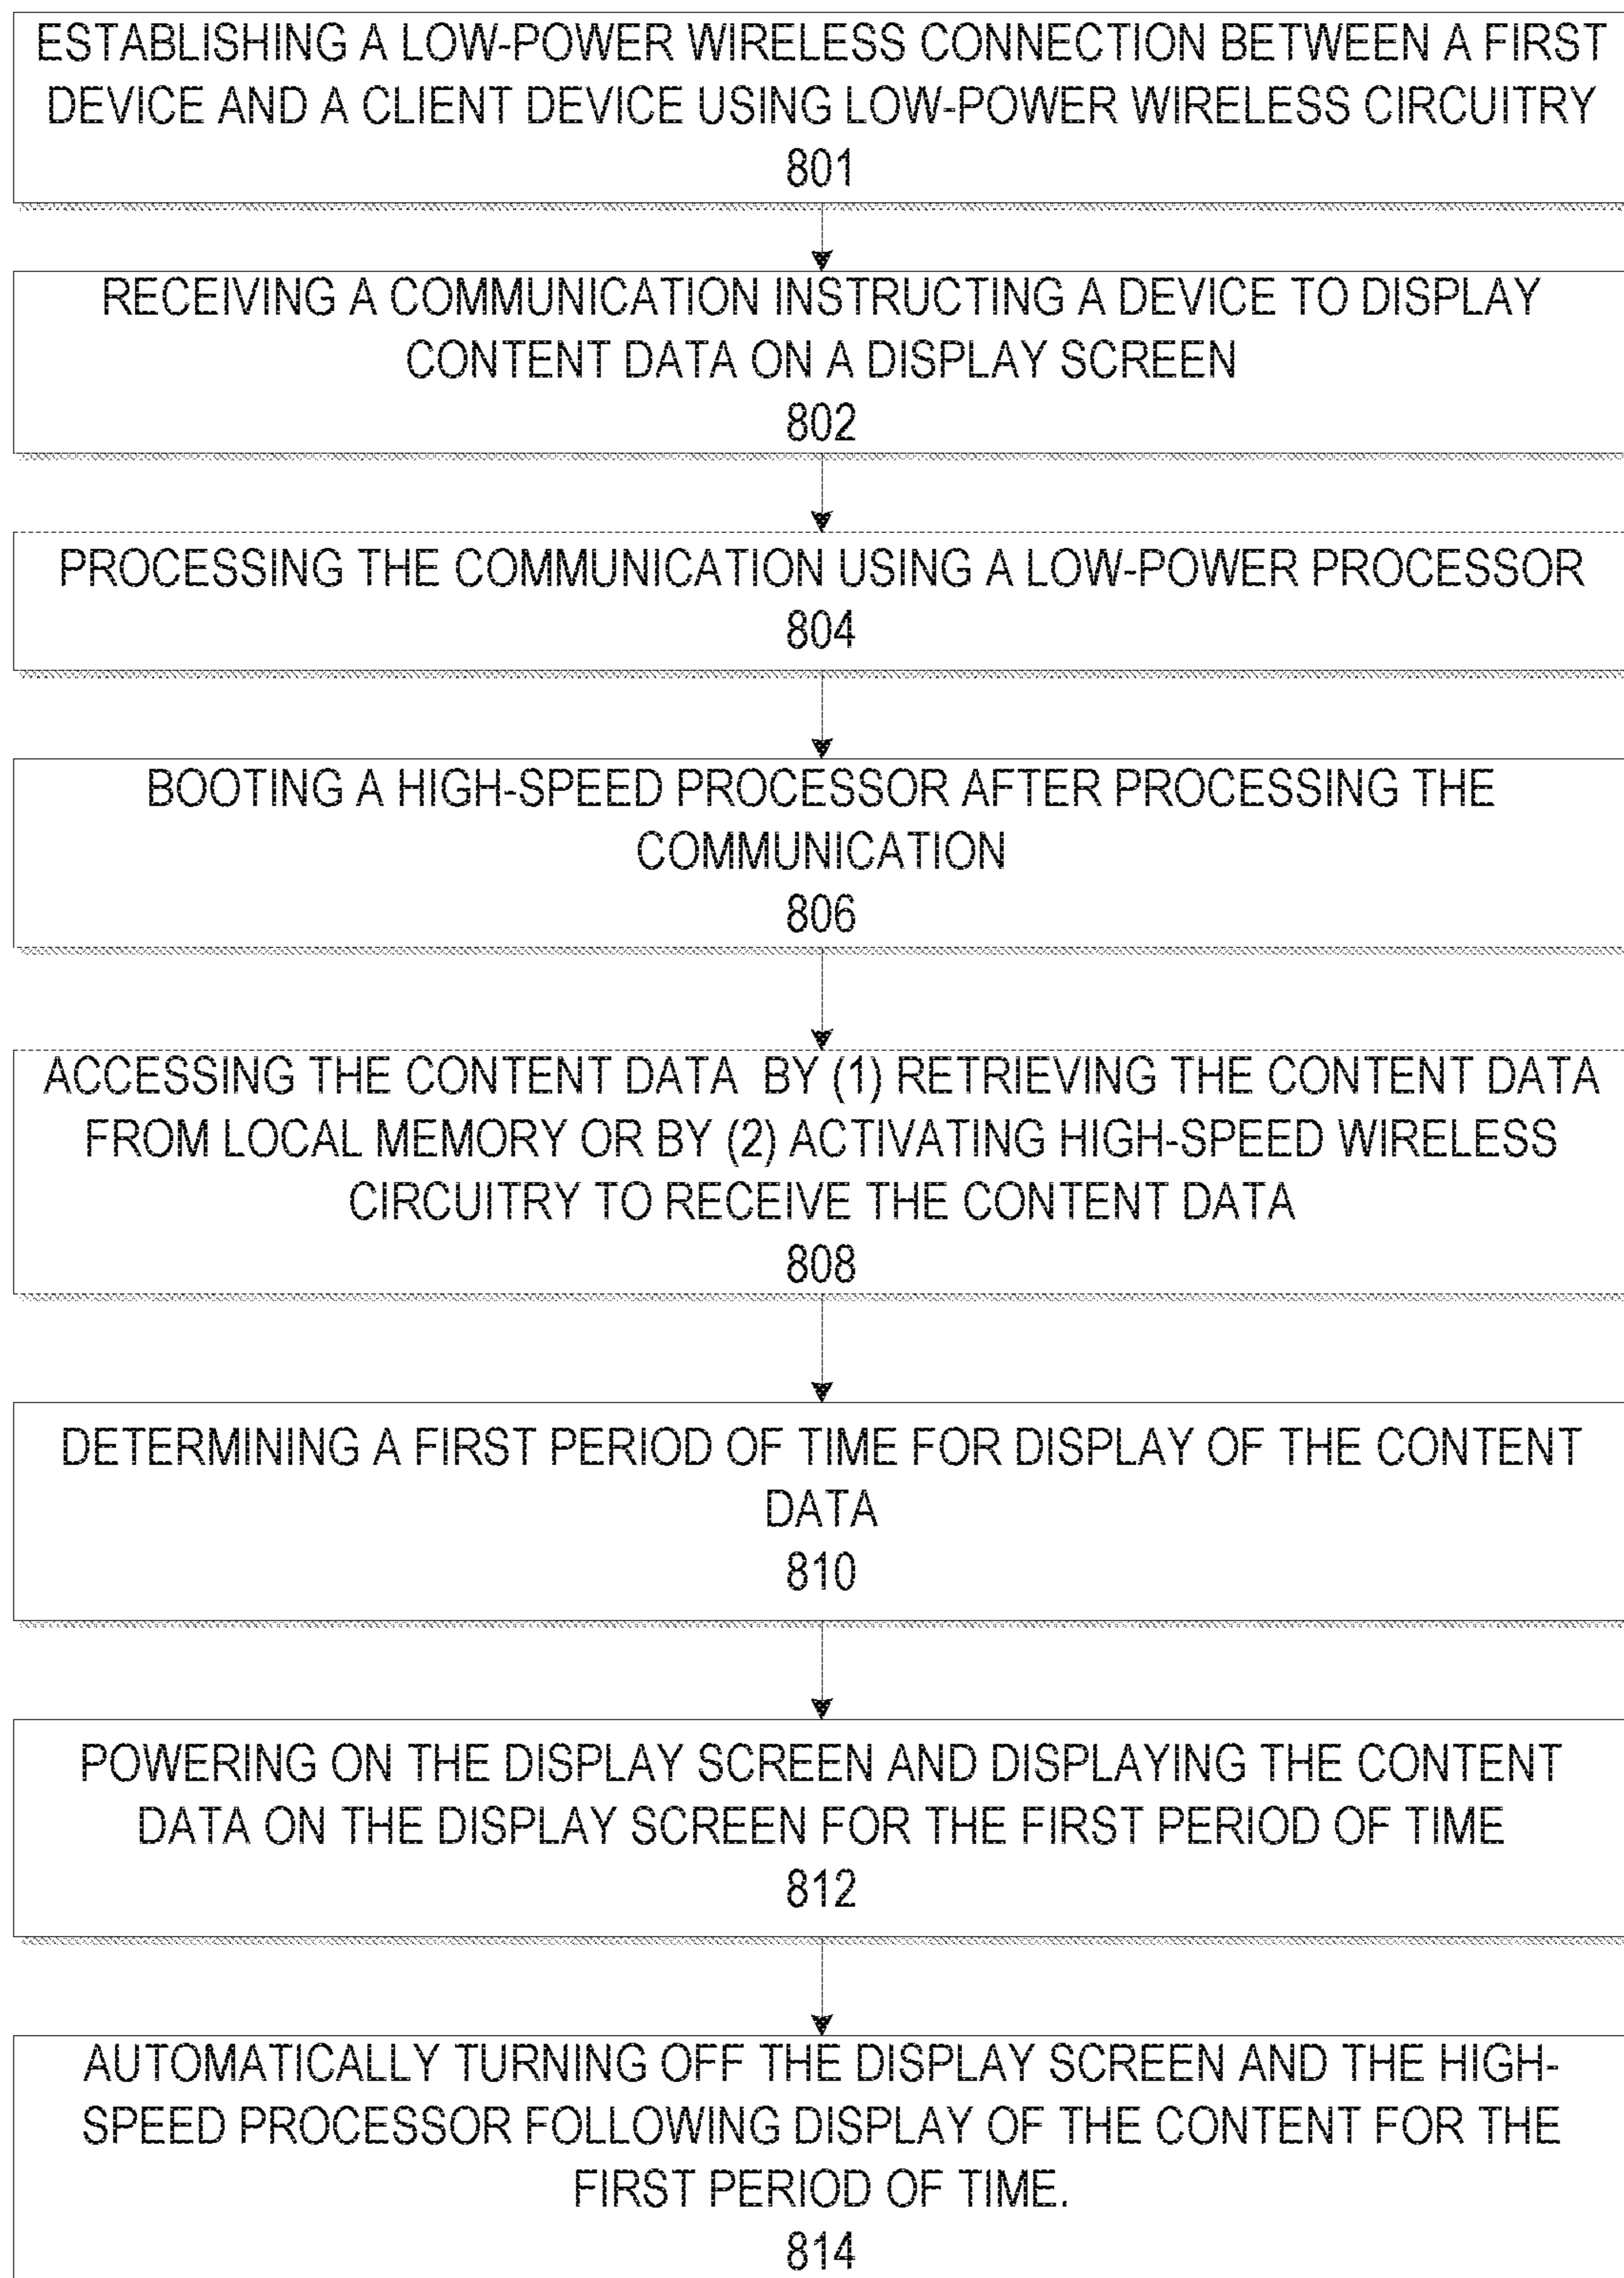 ESTABLISHING A LOW-POWER WIRELESS CONNECTION BETWEEN A FIRST
DEVICE AND A CLIENT DEVICE USING LOW-POWER WIRELESS CIRCUITRY
801
RECEIVING A COMMUNICATION INSTRUCTING A DEVICE TO DISPLAY
CONTENT DATA ON A DISPLAY SCREEN
802
PROCESSING THE COMMUNICATION USING A LOW-POWER PROCESSOR
804
BOOTING A HIGH-SPEED PROCESSOR AFTER PROCESSING THE
COMMUNICATION
806
ACCESSING THE CONTENT DATA BY (1) RETRIEVING THE CONTENT DATA
FROM LOCAL MEMORY OR BY (2) ACTIVATING HIGH-SPEED WIRELESS
CIRCUITRY TO RECEIVE THE CONTENT DATA
808
DETERMINING A FIRST PERIOD OF TIME FOR DISPLAY OF THE CONTENT
DATA
810
POWERING ON THE DISPLAY SCREEN AND DISPLAYING THE CONTENT
DATA ON THE DISPLAY SCREEN FOR THE FIRST PERIOD OF TIME
812
AUTOMATICALLY TURNING OFF THE DISPLAY SCREEN AND THE HIGH-
SPEED PROCESSOR FOLLOWING DISPLAY OF THE CONTENT FOR THE
FIRST PERIOD OF TIME.
814